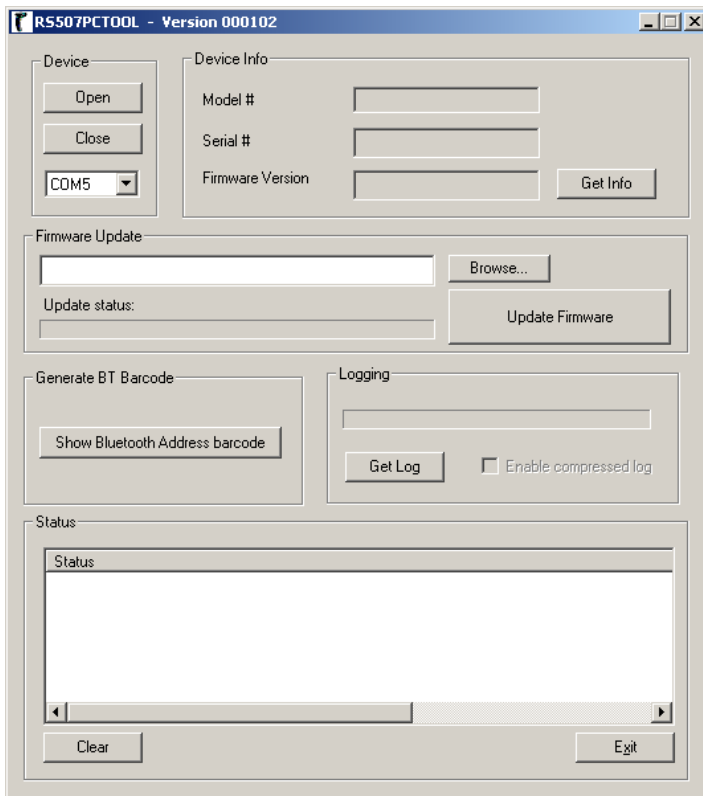 RS507PCTOOL - Version 000102
Device
Open
Close
COM5
Device Info
Model #
Serial #
Firmware Version
Get Info
Firmware Update
Browse...
Update status:
Update Firmware
Generate BT Barcode
Show Bluetooth Address barcode
Logging
Get Log
Enable compressed log
Status
Status
Clear
Exit